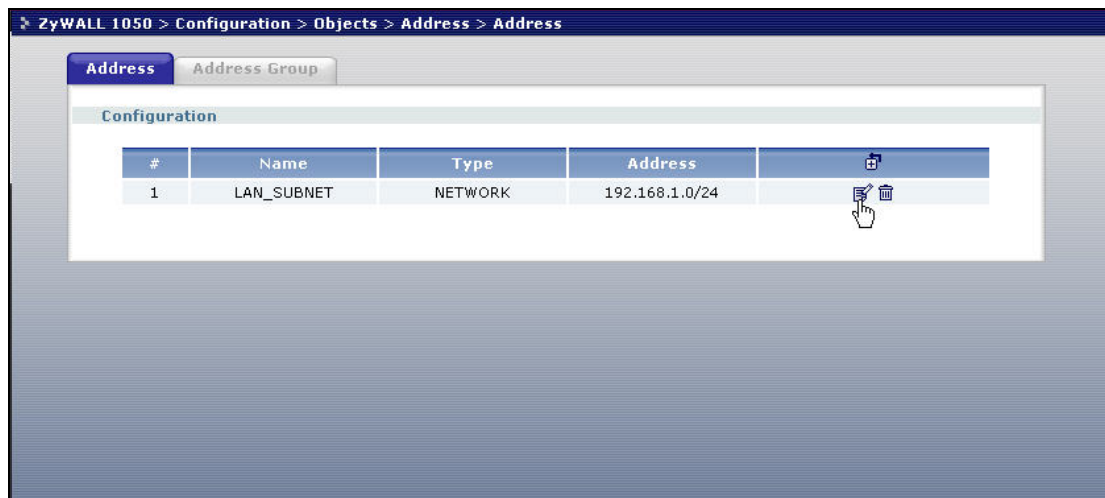 ZyWALL 1050 > Configuration > Objects > Address > Address
Address Address Group
Configuration
# Name Type Address
1 LAN_SUBNET NETWORK 192.168.1.0/24